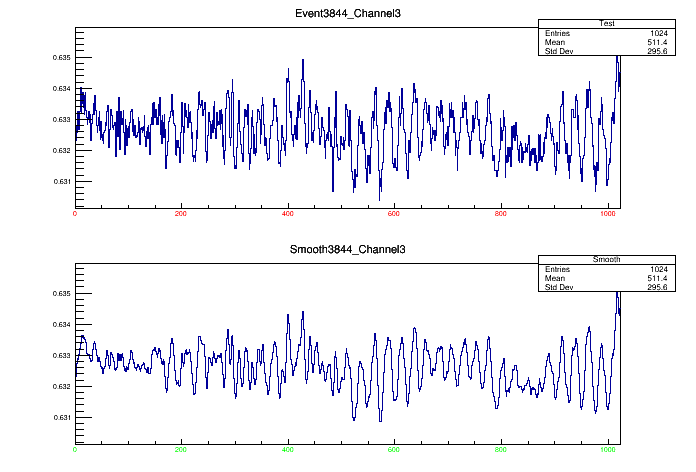 Event3844_Channel3
Test
Entries 1024
Mean 511.4
Std Dev 295.6
0.635
0.634
0.633
0.632
0.631
0 200 400 600 800 1000
Smooth3844_Channel3
Smooth
Entries 1024
Mean 511.4
Std Dev 295.6
0.635
0.634
0.633
0.632
0.631
0 200 400 600 800 1000